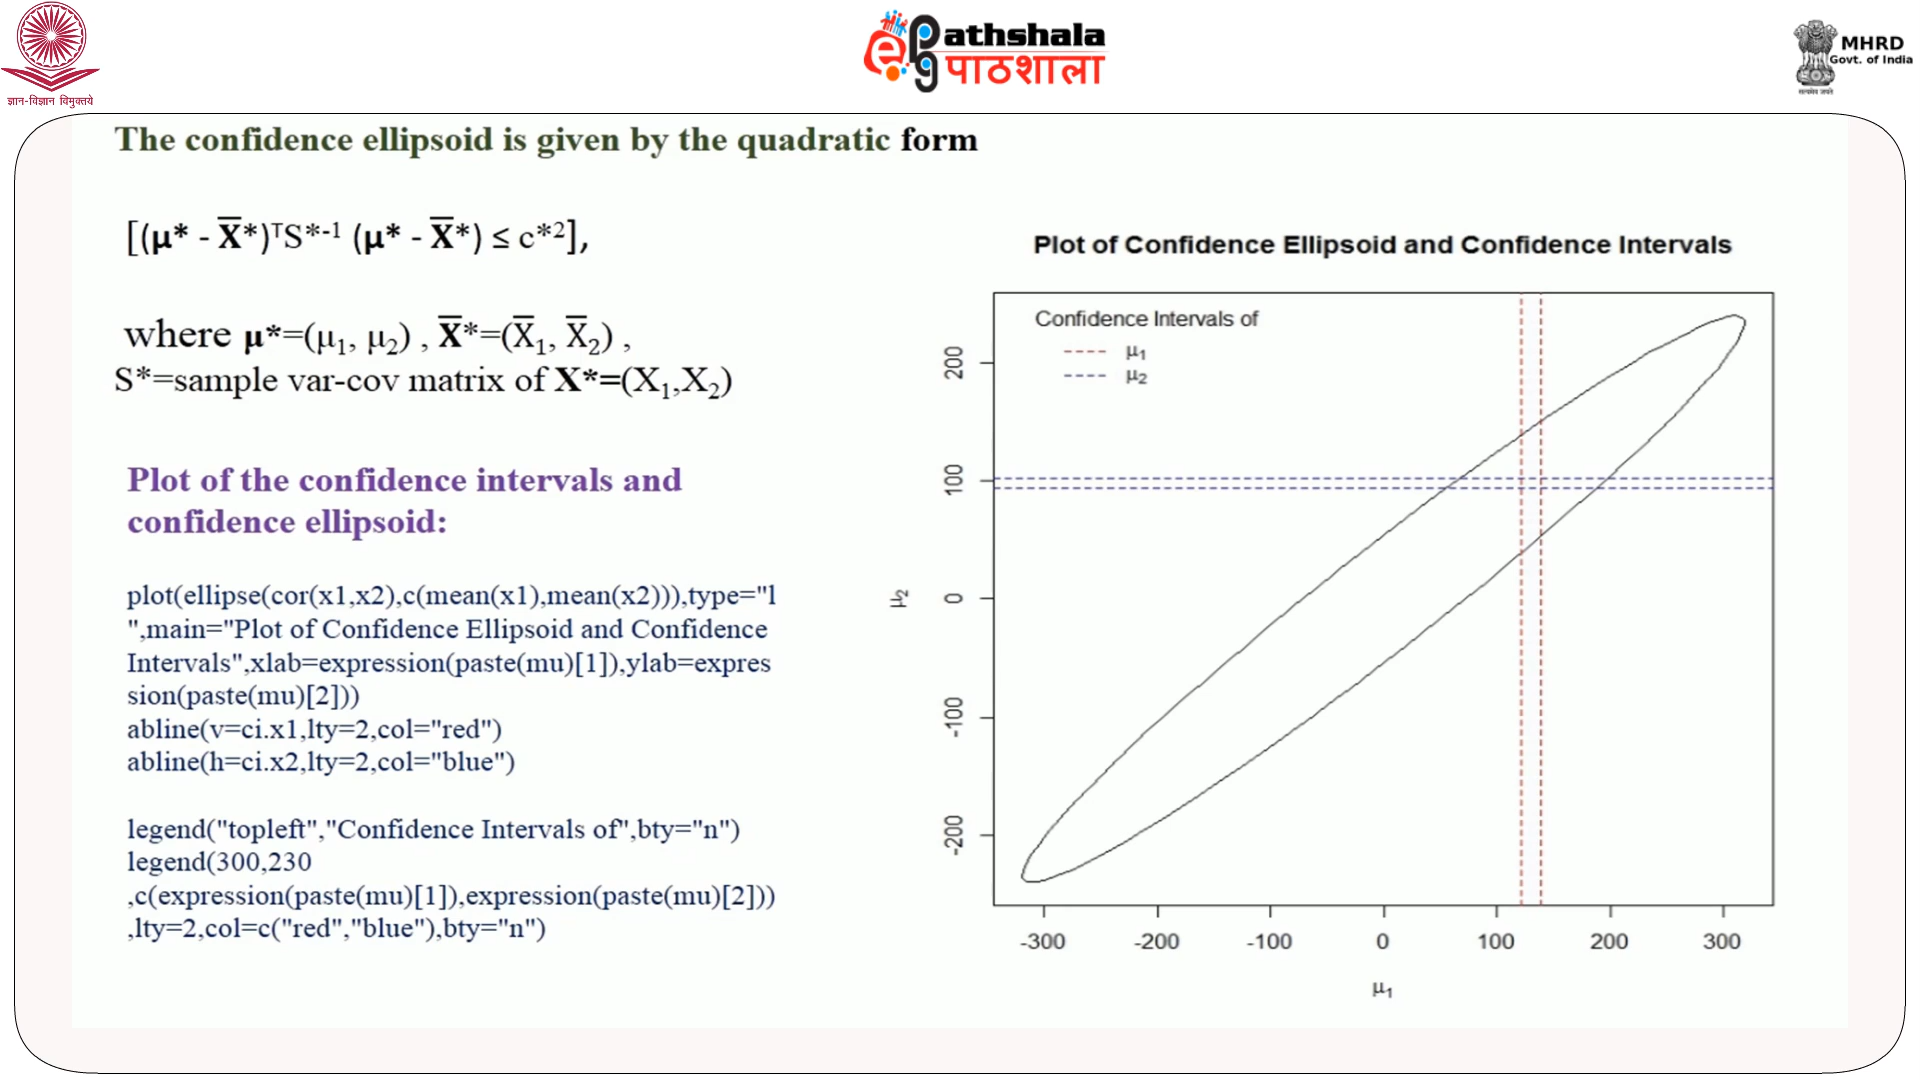 ज्ञान-विज्ञान विमुक्तये
ePg Pathshala
पाठशाला
MHRD
Govt. of India
सत्यमेव जयते
The confidence ellipsoid is given by the quadratic form
[(μ* - X̅*)ᵀS*⁻¹ (μ* - X̅*) ≤ c*²],
where μ*=(μ₁, μ₂) , X̅*=(X̅₁, X̅₂) ,
S*=sample var-cov matrix of X*=(X₁,X₂)
Plot of the confidence intervals and
confidence ellipsoid:
plot(ellipse(cor(x1,x2),c(mean(x1),mean(x2))),type="l
",main="Plot of Confidence Ellipsoid and Confidence
Intervals",xlab=expression(paste(mu)[1]),ylab=expres
sion(paste(mu)[2]))
abline(v=ci.x1,lty=2,col="red")
abline(h=ci.x2,lty=2,col="blue")
legend("topleft","Confidence Intervals of",bty="n")
legend(300,230
,c(expression(paste(mu)[1]),expression(paste(mu)[2]))
,lty=2,col=c("red","blue"),bty="n")
Plot of Confidence Ellipsoid and Confidence Intervals
Confidence Intervals of
μ₁
μ₂
200
100
0
-100
-200
μ₂
-300 -200 -100 0 100 200 300
μ₁